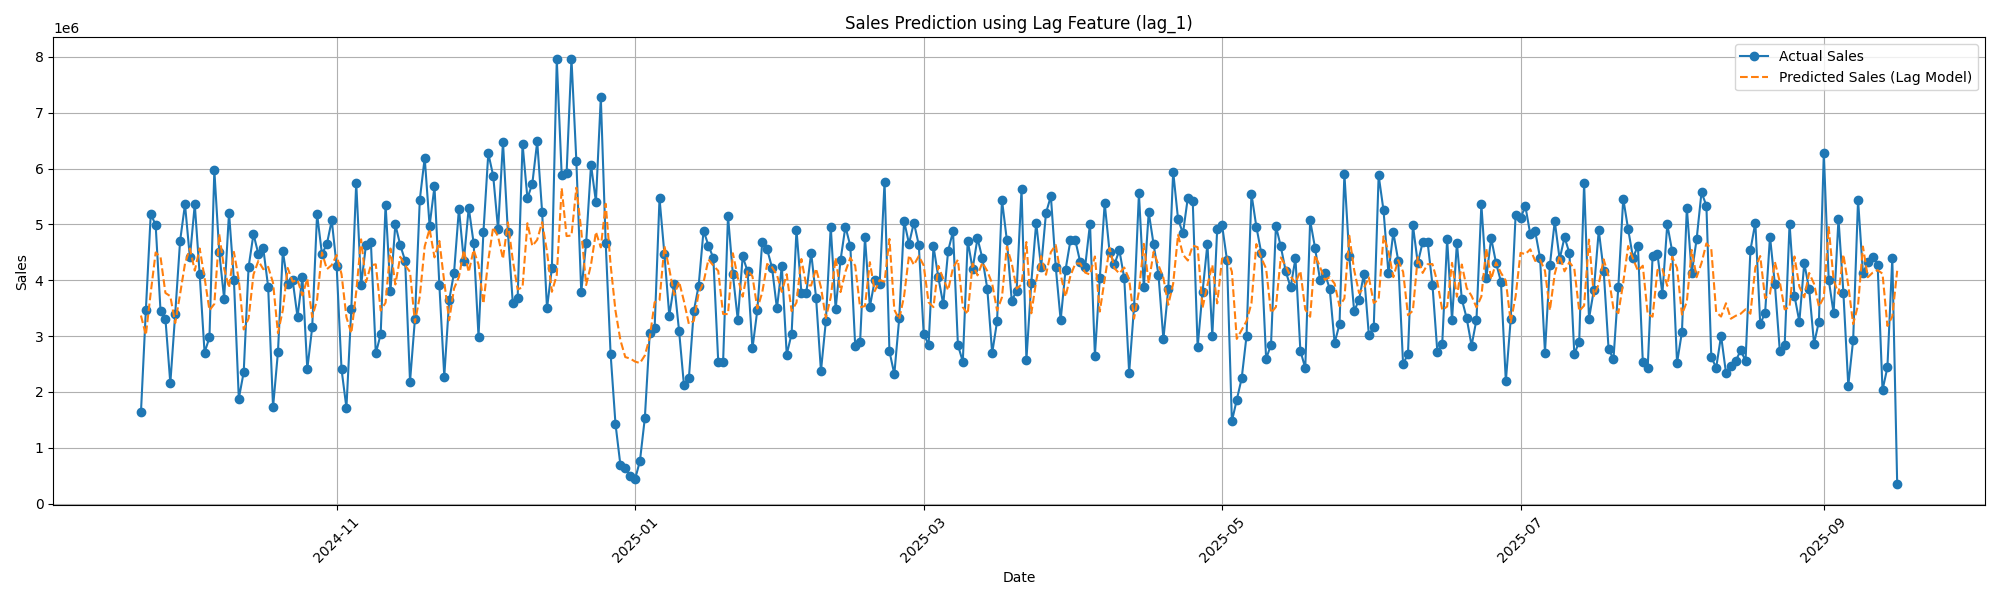 Sales Prediction using Lag Feature (lag_1)
1e6
8
7
6
5
4
3
2
1
0
Sales
Actual Sales
Predicted Sales (Lag Model)
2024-11
2025-01
2025-03
2025-05
2025-07
2025-09
Date